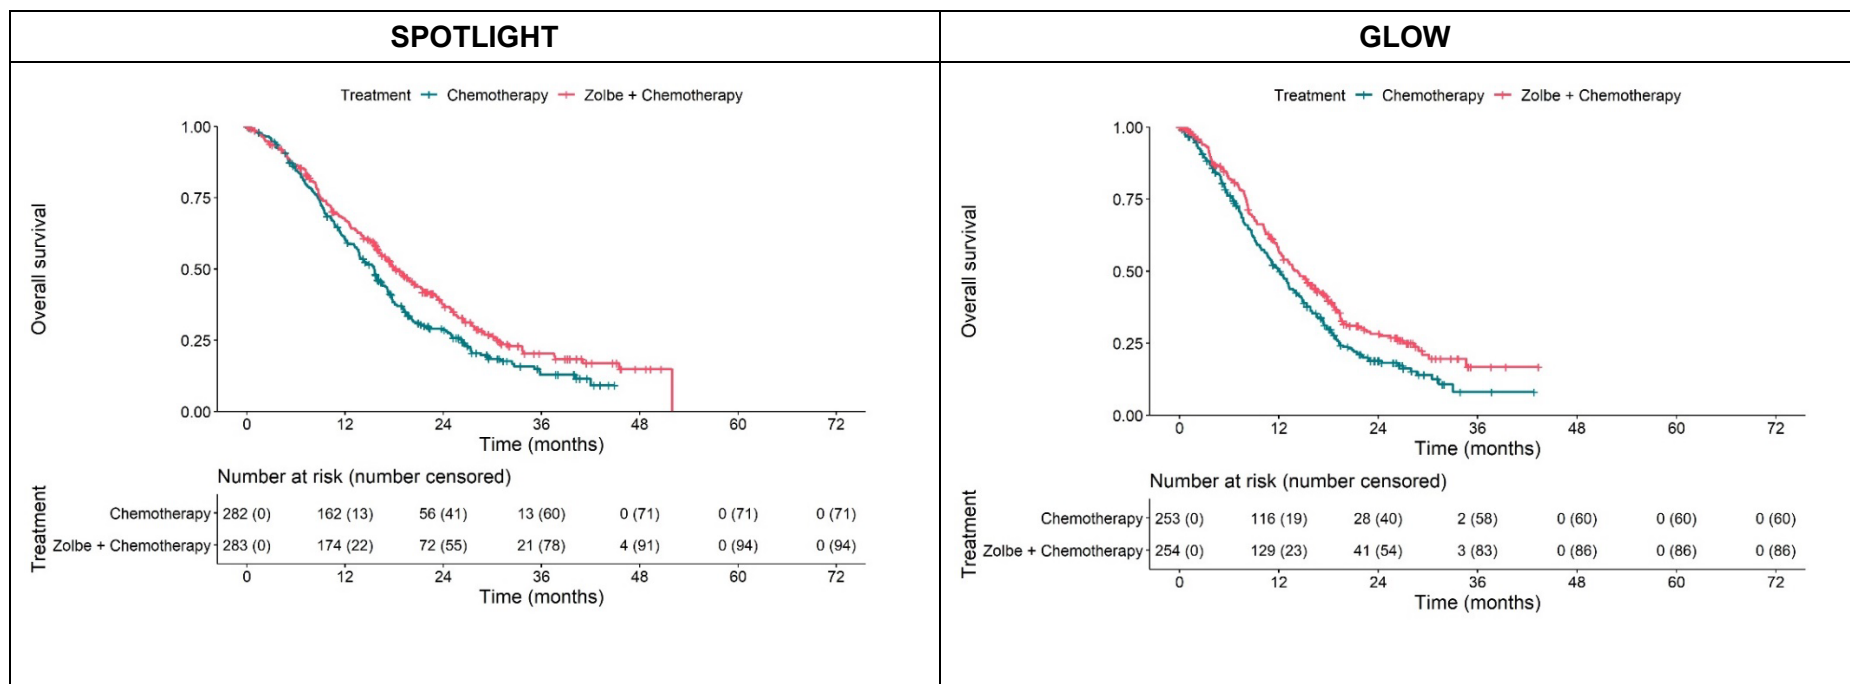 SPOTLIGHT
Treatment Chemotherapy Zolbe + Chemotherapy
Overall survival
1.00
0.75
0.50
0.25
0.00
0 12 24 36 48 60 72
Time (months)
Number at risk (number censored)
Treatment
Chemotherapy 282 (0) 162 (13) 56 (41) 13 (60) 0 (71) 0 (71) 0 (71)
Zolbe + Chemotherapy 283 (0) 174 (22) 72 (55) 21 (78) 4 (91) 0 (94) 0 (94)
0 12 24 36 48 60 72
Time (months)
GLOW
Treatment Chemotherapy Zolbe + Chemotherapy
Overall survival
1.00
0.75
0.50
0.25
0.00
0 12 24 36 48 60 72
Time (months)
Number at risk (number censored)
Treatment
Chemotherapy 253 (0) 116 (19) 28 (40) 2 (58) 0 (60) 0 (60) 0 (60)
Zolbe + Chemotherapy 254 (0) 129 (23) 41 (54) 3 (83) 0 (86) 0 (86) 0 (86)
0 12 24 36 48 60 72
Time (months)